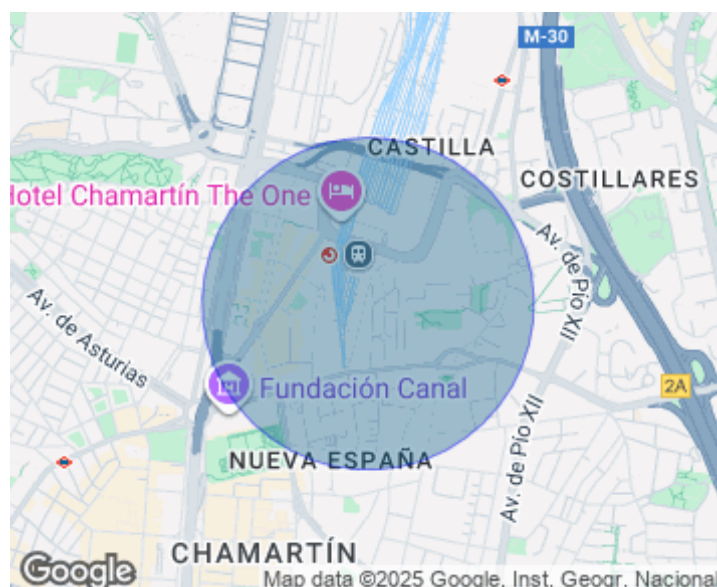 M-30
CASTILLA
COSTILLARES
Hotel Chamartín The One
Av. de Pío XII
Av. de Asturias
Fundación Canal
2A
NUEVA ESPAÑA
Av. de Pío XII
CHAMARTÍN
Google
Map data ©2025 Google, Inst. Geogr. Nacional